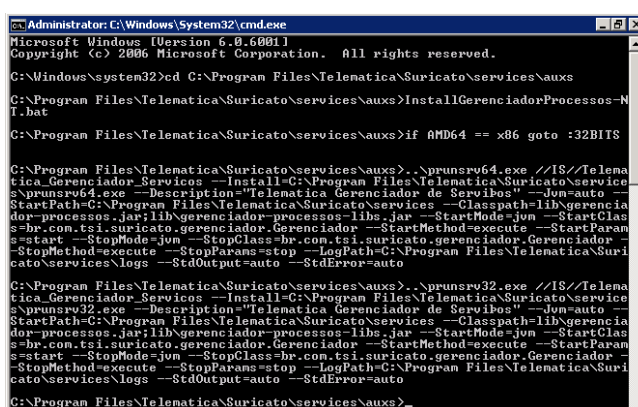 Administrator: C:\Windows\System32\cmd.exe
Microsoft Windows [Version 6.0.6001]
Copyright (c) 2006 Microsoft Corporation.  All rights reserved.
C:\Windows\system32>cd C:\Program Files\Telematica\Suricato\services\auxs
C:\Program Files\Telematica\Suricato\services\auxs>InstallGerenciadorProcessos-N
T.bat
C:\Program Files\Telematica\Suricato\services\auxs>if AMD64 == x86 goto :32BITS
C:\Program Files\Telematica\Suricato\services\auxs>..\prunsrv64.exe //IS//Telema
tica_Gerenciador_Servicos --Install=C:\Program Files\Telematica\Suricato\service
s\prunsrv64.exe --Description="Telematica Gerenciador de Serviþos" --Jvm=auto --
StartPath=C:\Program Files\Telematica\Suricato\services --Classpath=lib\gerencia
dor-processos.jar;lib\gerenciador-processos-libs.jar --StartMode=jvm --StartClas
s=br.com.tsi.suricato.gerenciador.Gerenciador --StartMethod=execute --StartParam
s=start --StopMode=jvm --StopClass=br.com.tsi.suricato.gerenciador.Gerenciador -
-StopMethod=execute --StopParams=stop --LogPath=C:\Program Files\Telematica\Suri
cato\services\logs --StdOutput=auto --StdError=auto
C:\Program Files\Telematica\Suricato\services\auxs>..\prunsrv32.exe //IS//Telema
tica_Gerenciador_Servicos --Install=C:\Program Files\Telematica\Suricato\service
s\prunsrv32.exe --Description="Telematica Gerenciador de Serviþos" --Jvm=auto --
StartPath=C:\Program Files\Telematica\Suricato\services --Classpath=lib\gerencia
dor-processos.jar;lib\gerenciador-processos-libs.jar --StartMode=jvm --StartClas
s=br.com.tsi.suricato.gerenciador.Gerenciador --StartMethod=execute --StartParam
s=start --StopMode=jvm --StopClass=br.com.tsi.suricato.gerenciador.Gerenciador -
-StopMethod=execute --StopParams=stop --LogPath=C:\Program Files\Telematica\Suri
cato\services\logs --StdOutput=auto --StdError=auto
C:\Program Files\Telematica\Suricato\services\auxs>_